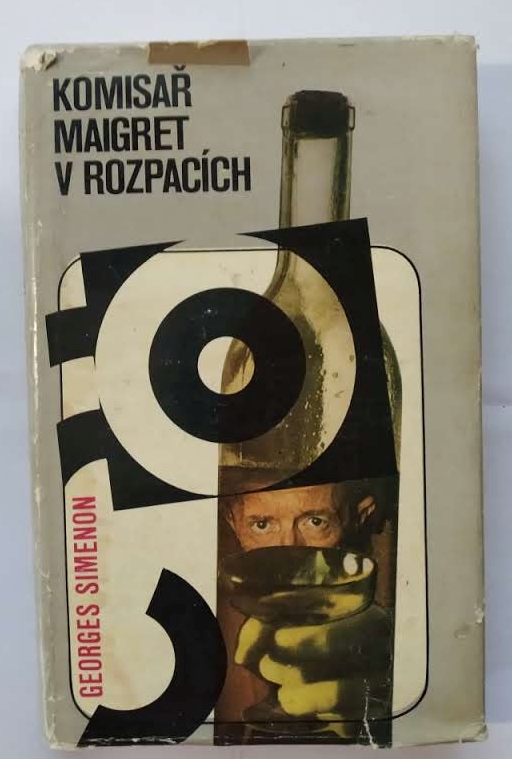 KOMISAŘ
MAIGRET
V ROZPACÍCH
GEORGES SIMENON